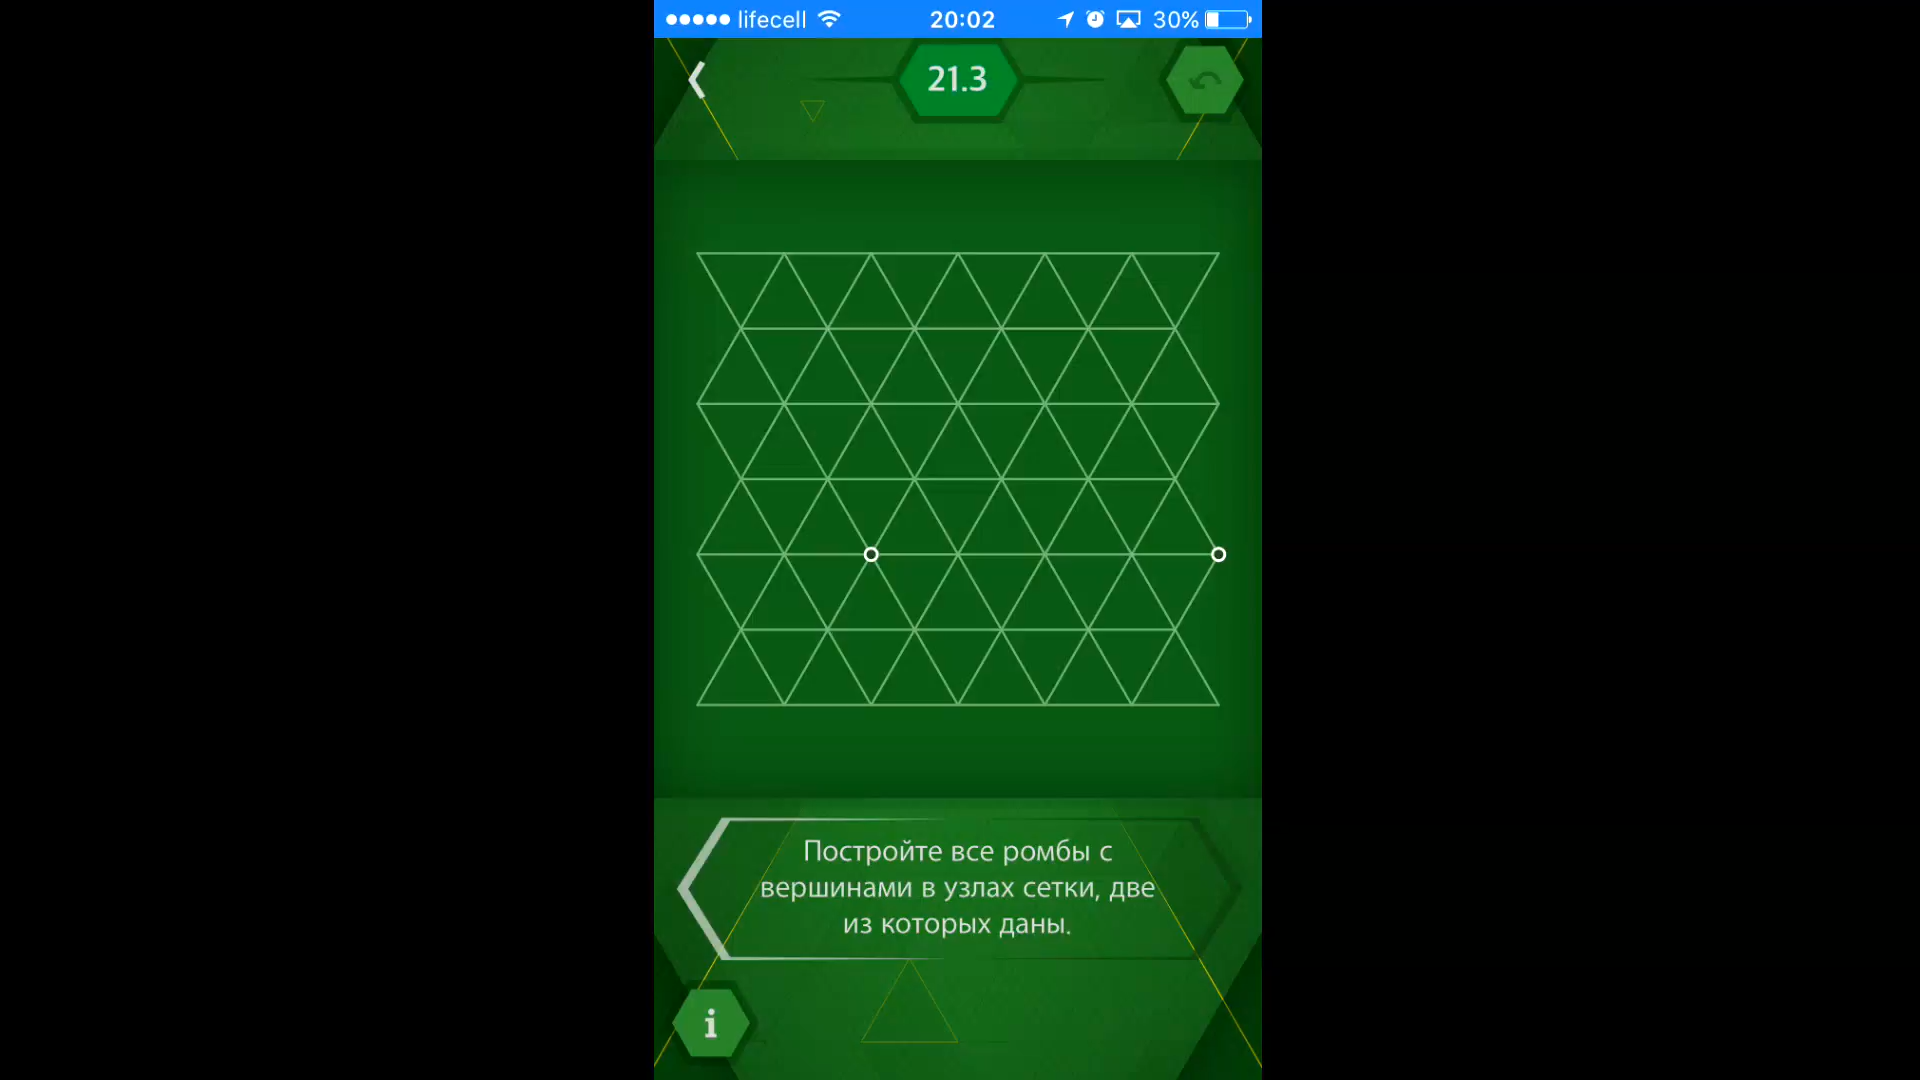 lifecell 20:02 30%
21.3
Постройте все ромбы с
вершинами в узлах сетки, две
из которых даны.
i